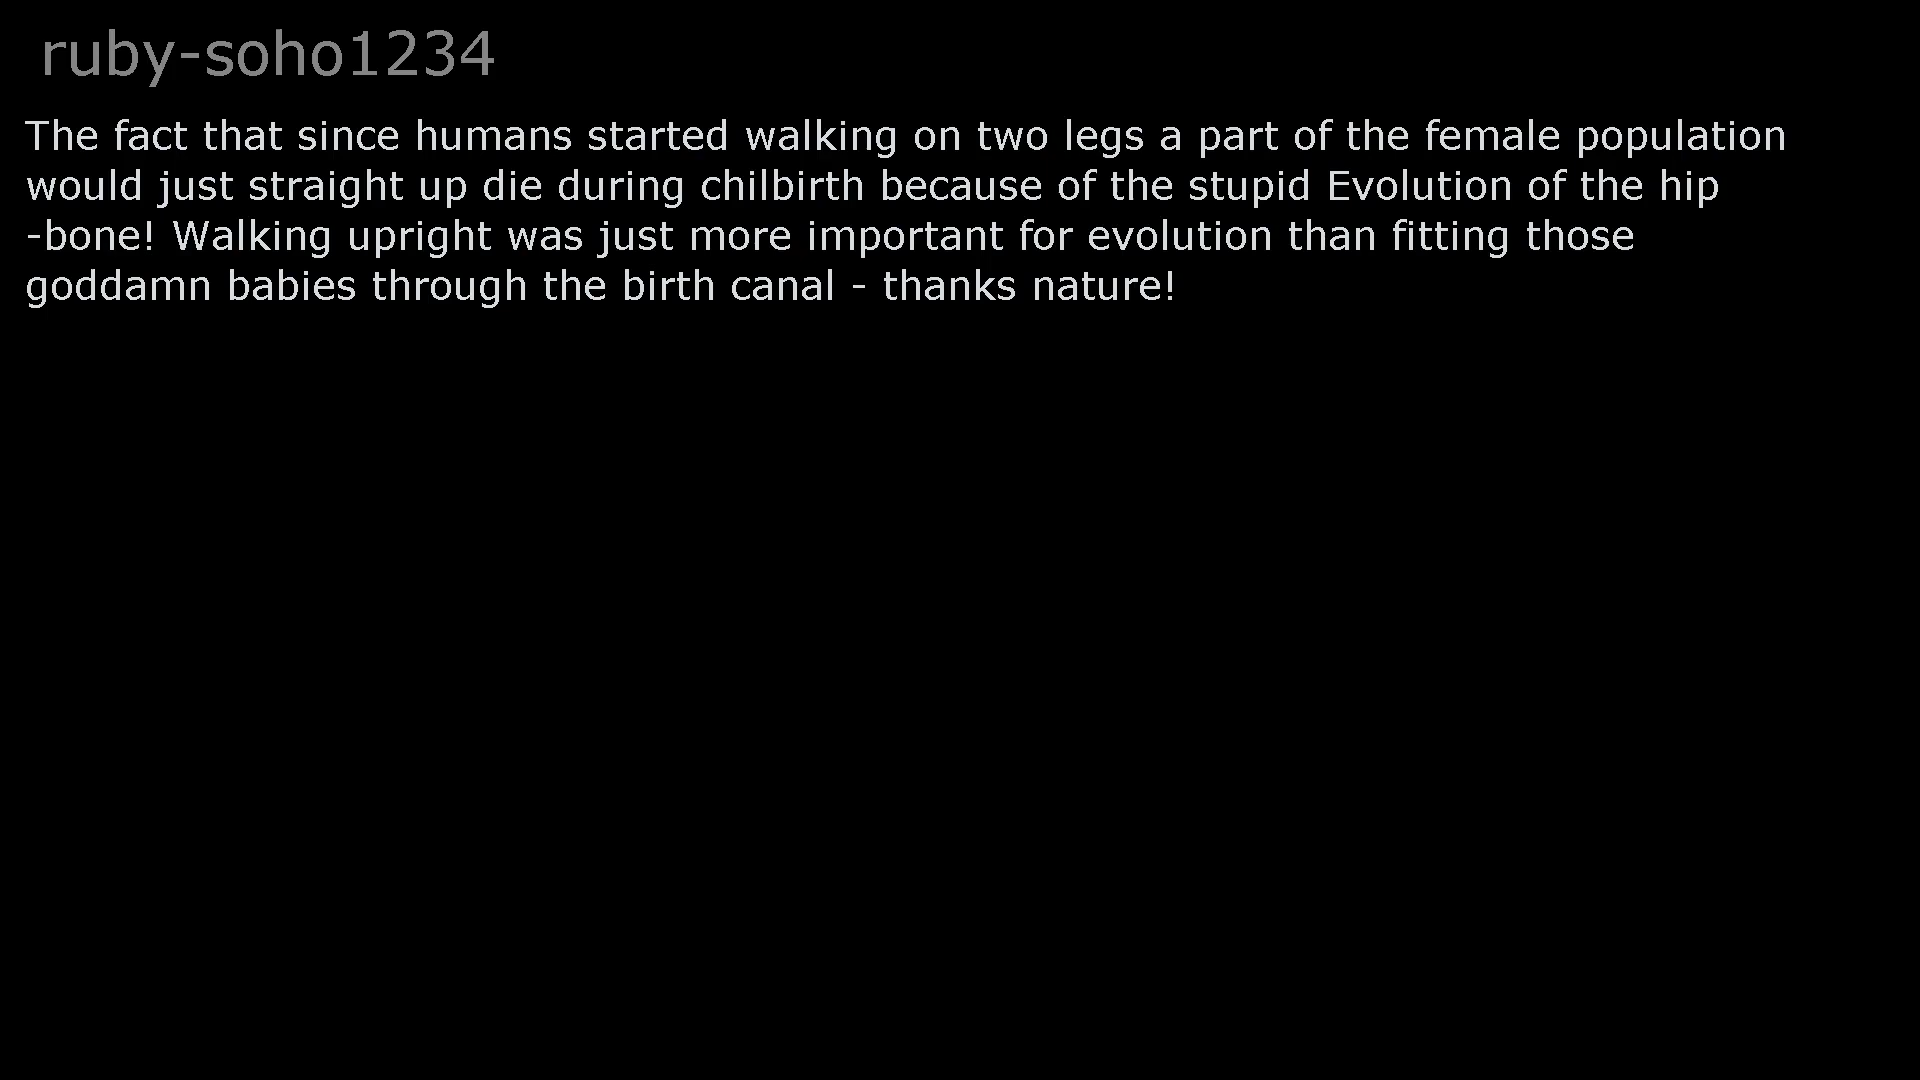 ruby-soho1234
The fact that since humans started walking on two legs a part of the female population
would just straight up die during chilbirth because of the stupid Evolution of the hip
-bone! Walking upright was just more important for evolution than fitting those
goddamn babies through the birth canal - thanks nature!